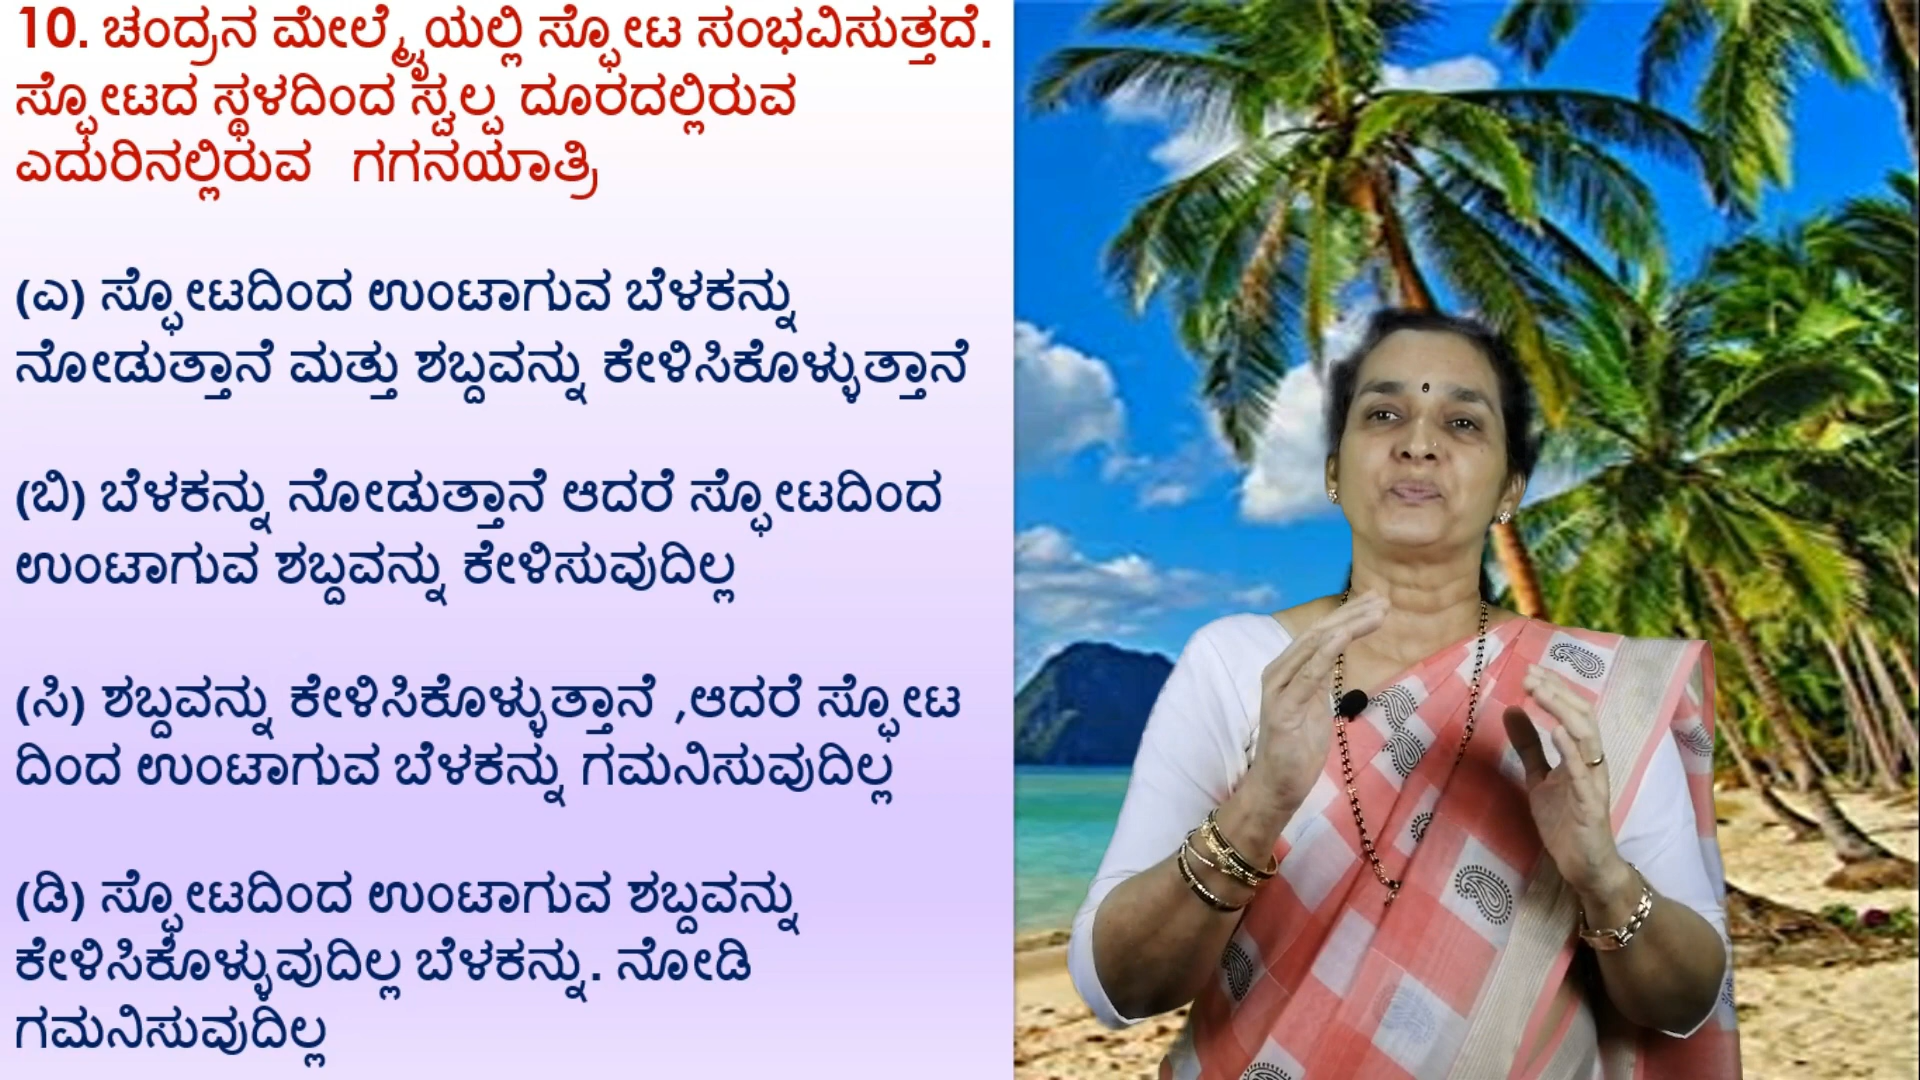 10. ಚಂದ್ರನ ಮೇಲ್ಮೈಯಲ್ಲಿ ಸ್ಫೋಟ ಸಂಭವಿಸುತ್ತದೆ.
ಸ್ಫೋಟದ ಸ್ಥಳದಿಂದ ಸ್ವಲ್ಪ ದೂರದಲ್ಲಿರುವ
ಎದುರಿನಲ್ಲಿರುವ ಗಗನಯಾತ್ರಿ
(ಎ) ಸ್ಫೋಟದಿಂದ ಉಂಟಾಗುವ ಬೆಳಕನ್ನು
ನೋಡುತ್ತಾನೆ ಮತ್ತು ಶಬ್ದವನ್ನು ಕೇಳಿಸಿಕೊಳ್ಳುತ್ತಾನೆ
(ಬಿ) ಬೆಳಕನ್ನು ನೋಡುತ್ತಾನೆ ಆದರೆ ಸ್ಫೋಟದಿಂದ
ಉಂಟಾಗುವ ಶಬ್ದವನ್ನು ಕೇಳಿಸುವುದಿಲ್ಲ
(ಸಿ) ಶಬ್ದವನ್ನು ಕೇಳಿಸಿಕೊಳ್ಳುತ್ತಾನೆ ,ಆದರೆ ಸ್ಫೋಟ
ದಿಂದ ಉಂಟಾಗುವ ಬೆಳಕನ್ನು ಗಮನಿಸುವುದಿಲ್ಲ
(ಡಿ) ಸ್ಫೋಟದಿಂದ ಉಂಟಾಗುವ ಶಬ್ದವನ್ನು
ಕೇಳಿಸಿಕೊಳ್ಳುವುದಿಲ್ಲ ಬೆಳಕನ್ನು. ನೋಡಿ
ಗಮನಿಸುವುದಿಲ್ಲ